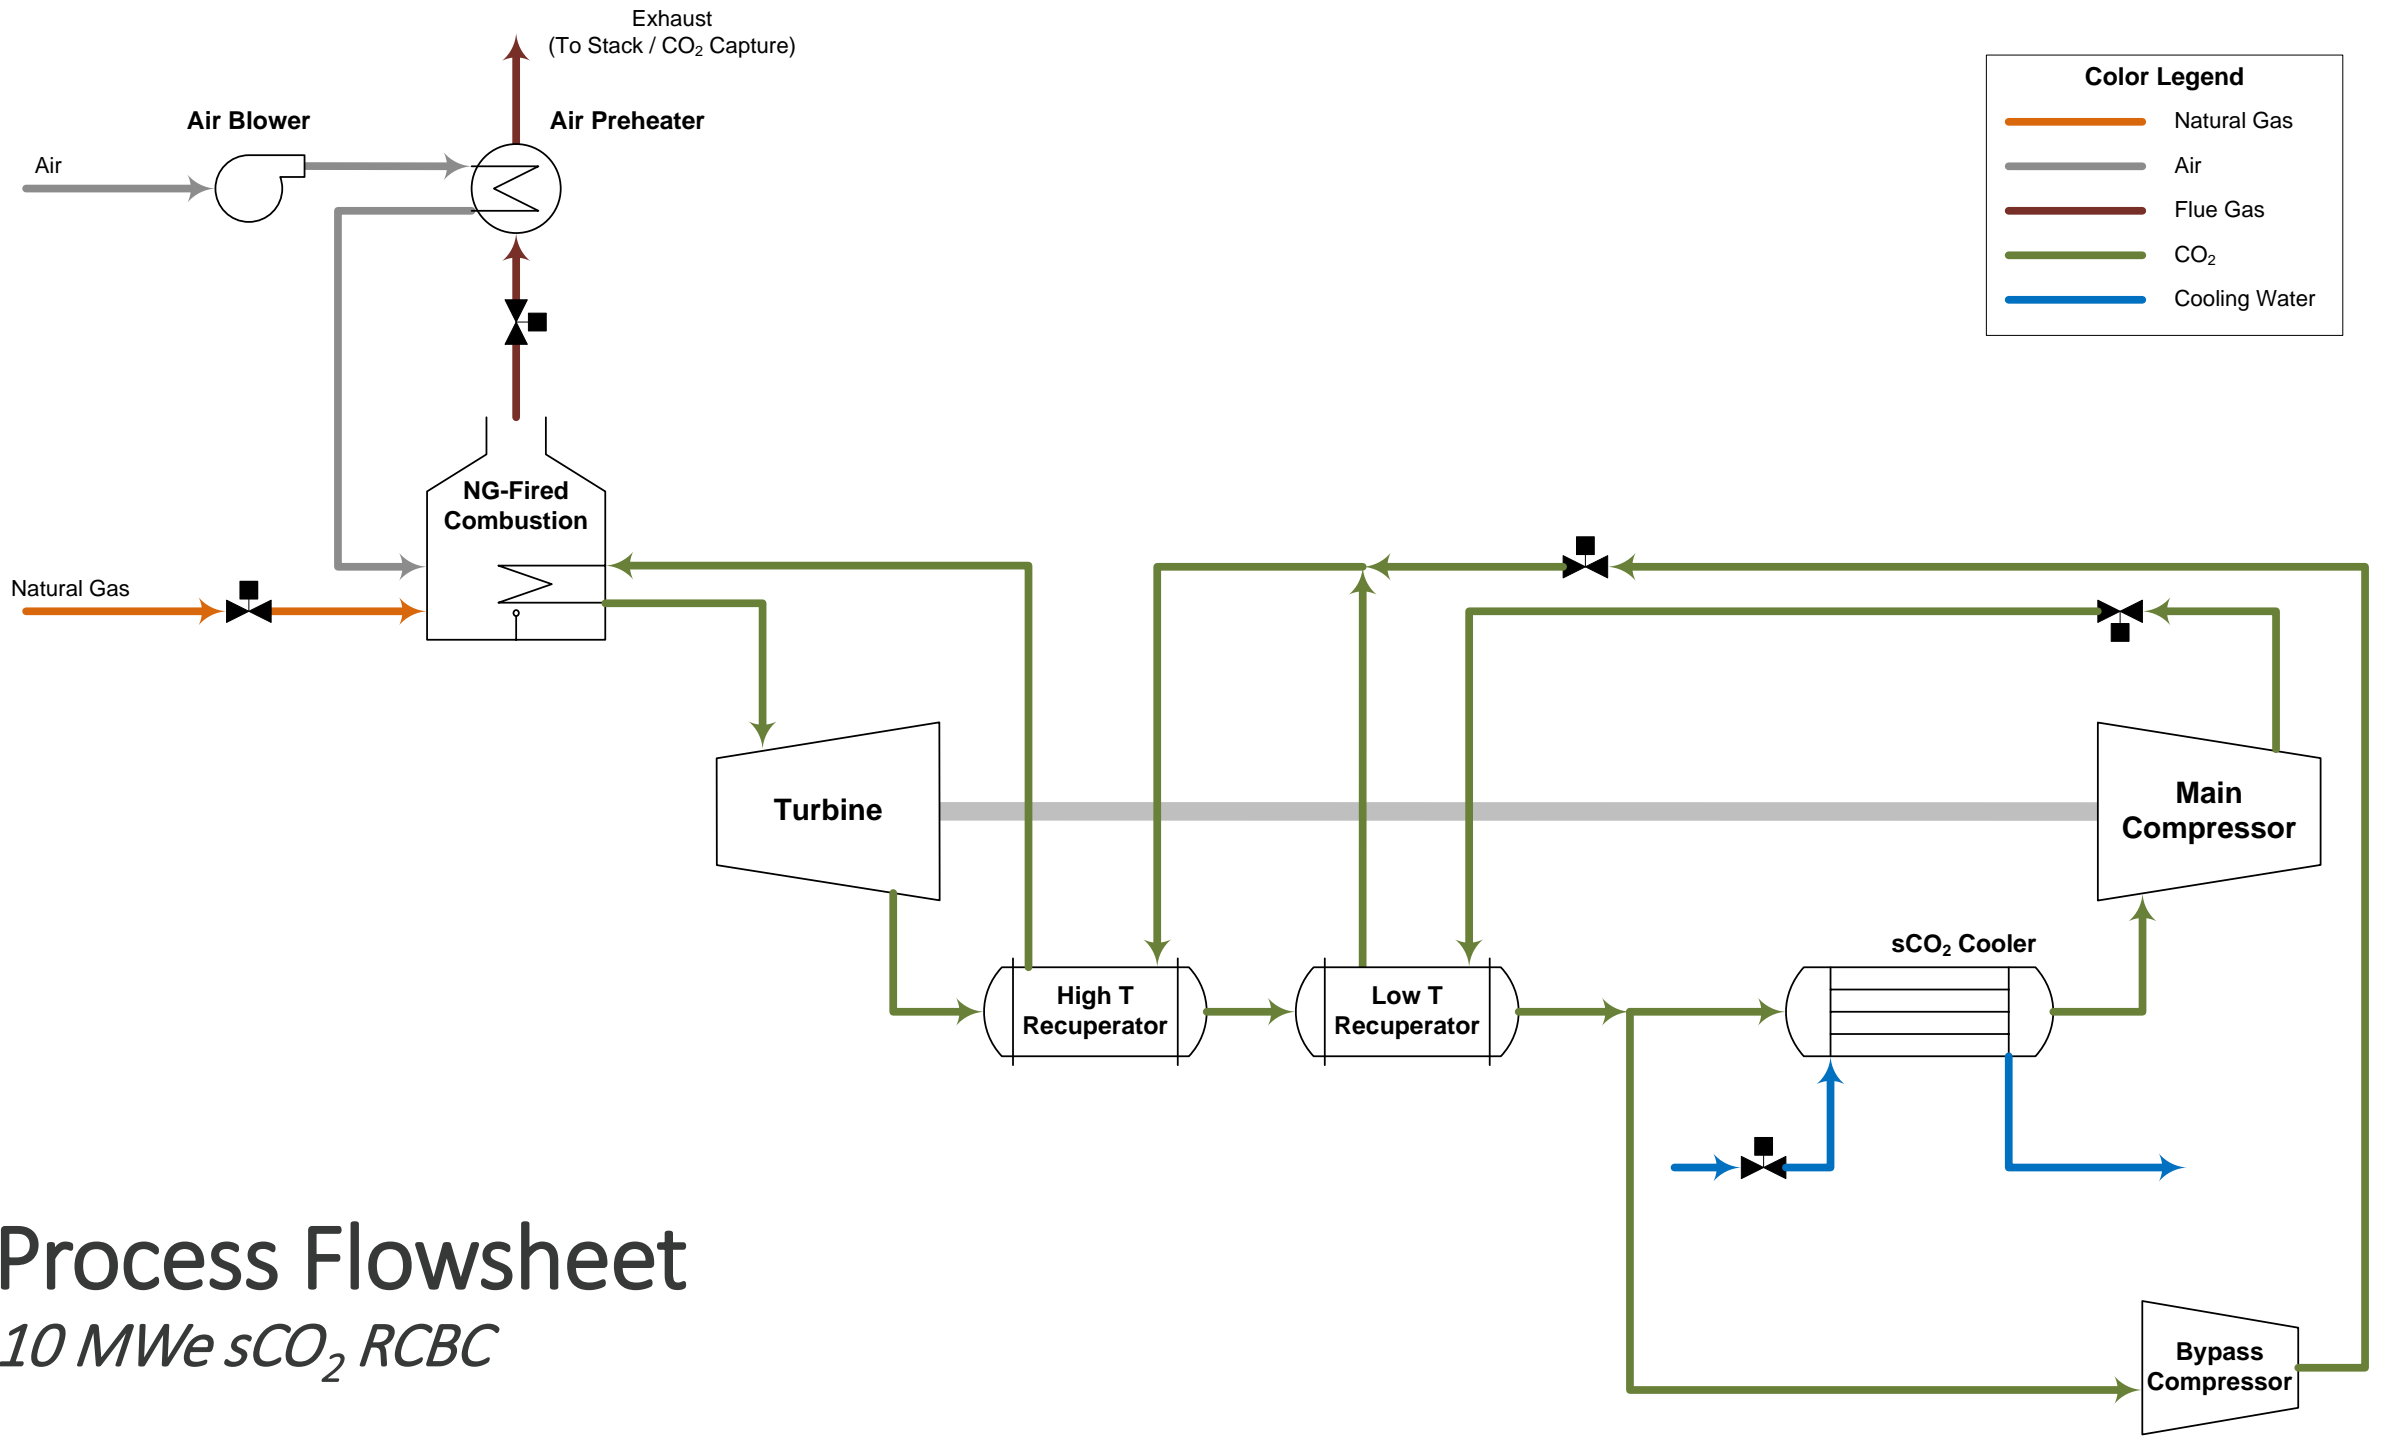 Exhaust
(To Stack / CO₂ Capture)
Air Blower
Air Preheater
Air
Color Legend
Natural Gas
Air
Flue Gas
CO₂
Cooling Water
NG-Fired
Combustion
Natural Gas
Turbine
Main
Compressor
sCO₂ Cooler
High T
Recuperator
Low T
Recuperator
Process Flowsheet
10 MWe sCO₂ RCBC
Bypass
Compressor